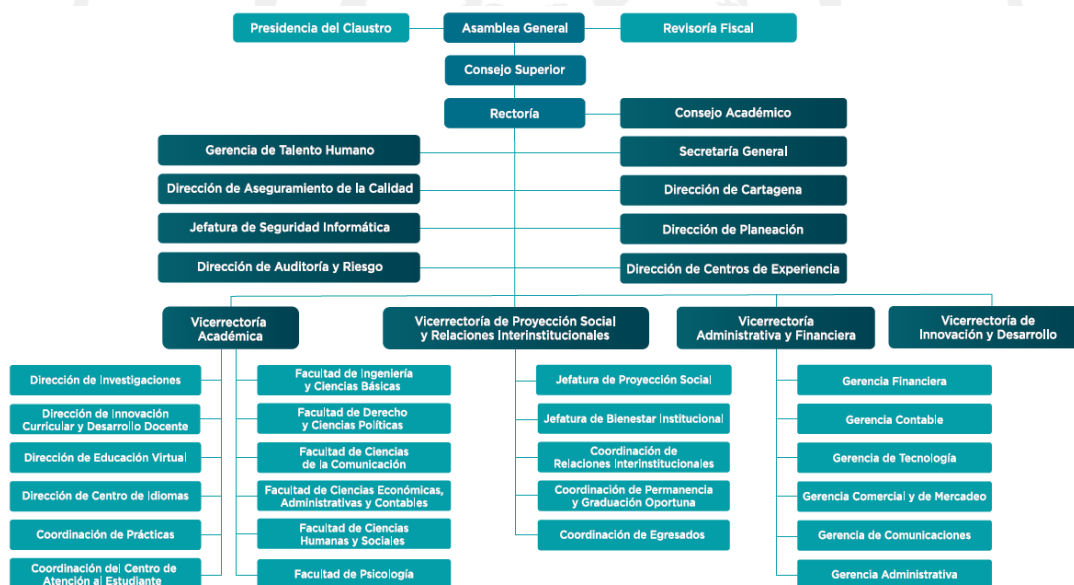 Presidencia del Claustro
Asamblea General
Revisoría Fiscal
Consejo Superior
Rectoría
Consejo Académico
Gerencia de Talento Humano
Secretaría General
Dirección de Aseguramiento de la Calidad
Dirección de Cartagena
Jefatura de Seguridad Informática
Dirección de Planeación
Dirección de Auditoría y Riesgo
Dirección de Centros de Experiencia
Vicerrectoría
Académica
Vicerrectoría de Proyección Social
y Relaciones Interinstitucionales
Vicerrectoría
Administrativa y Financiera
Vicerrectoría de
Innovación y Desarrollo
Dirección de Investigaciones
Dirección de Innovación
Curricular y Desarrollo Docente
Dirección de Educación Virtual
Dirección de Centro de Idiomas
Coordinación de Prácticas
Coordinación del Centro de
Atención al Estudiante
Facultad de Ingeniería
y Ciencias Básicas
Facultad de Derecho
y Ciencias Políticas
Facultad de Ciencias
de la Comunicación
Facultad de Ciencias Económicas,
Administrativas y Contables
Facultad de Ciencias
Humanas y Sociales
Facultad de Psicología
Jefatura de Proyección Social
Jefatura de Bienestar Institucional
Coordinación de
Relaciones Interinstitucionales
Coordinación de Permanencia
y Graduación Oportuna
Coordinación de Egresados
Gerencia Financiera
Gerencia Contable
Gerencia de Tecnología
Gerencia Comercial y de Mercadeo
Gerencia de Comunicaciones
Gerencia Administrativa